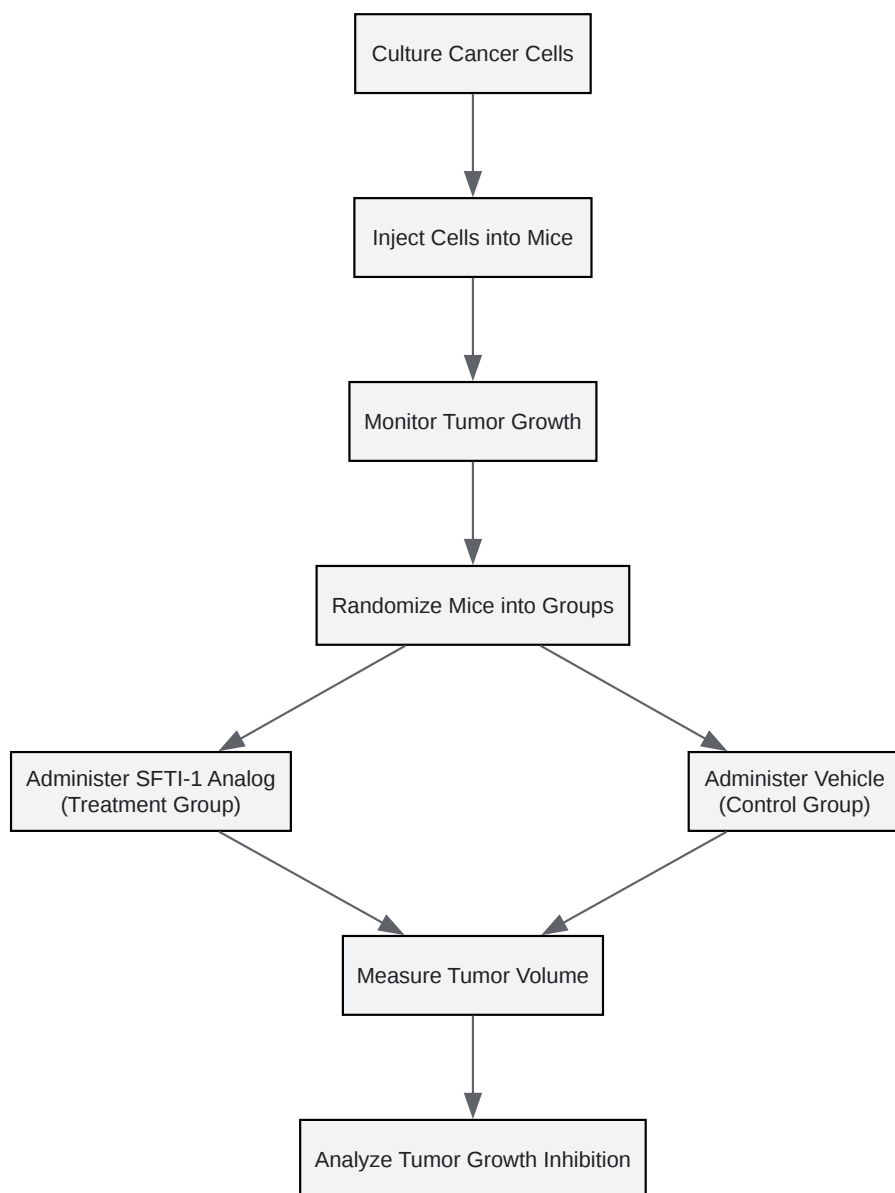 Culture Cancer Cells
Inject Cells into Mice
Monitor Tumor Growth
Randomize Mice into Groups
Administer SFTI-1 Analog
(Treatment Group)
Administer Vehicle
(Control Group)
Measure Tumor Volume
Analyze Tumor Growth Inhibition